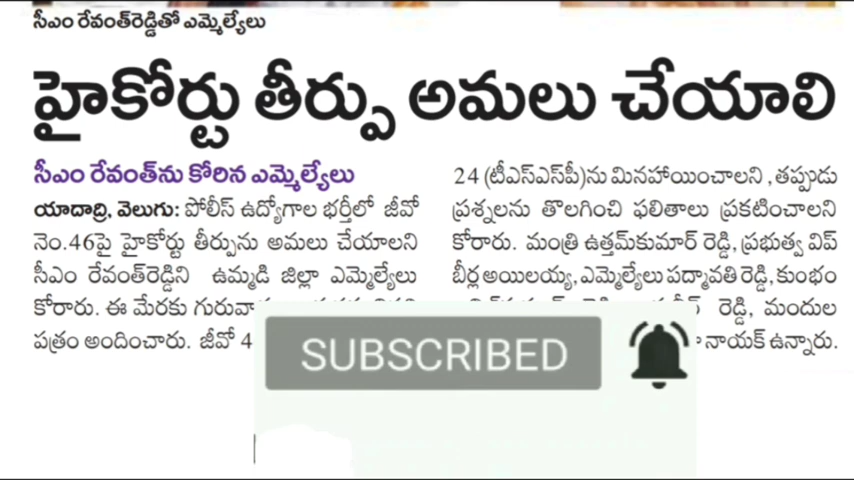 సీఎం రేవంత్‌రెడ్డితో ఎమ్మెల్యేలు
హైకోర్టు తీర్పు అమలు చేయాలి
సీఎం రేవంత్‌ను కోరిన ఎమ్మెల్యేలు
యాదాద్రి, వెలుగు: పోలీస్ ఉద్యోగాల భర్తీలో జీవో
నెం.46పై హైకోర్టు తీర్పును అమలు చేయాలని
సీఎం రేవంత్‌రెడ్డిని ఉమ్మడి జిల్లా ఎమ్మెల్యేలు
కోరారు. ఈ మేరకు
పత్రం అందించారు. జీవో 4
24 (టీఎస్ఎస్‌పీ)ను మినహాయించాలని, తప్పుడు
ప్రశ్నలను తొలగించి ఫలితాలు ప్రకటించాలని
కోరారు. మంత్రి ఉత్తమ్‌కుమార్ రెడ్డి, ప్రభుత్వ విప్
బీర్ల అయిలయ్య, ఎమ్మెల్యేలు పద్మావతి రెడ్డి, కుంభం
రెడ్డి, మందుల
నాయక్ ఉన్నారు.
SUBSCRIBED